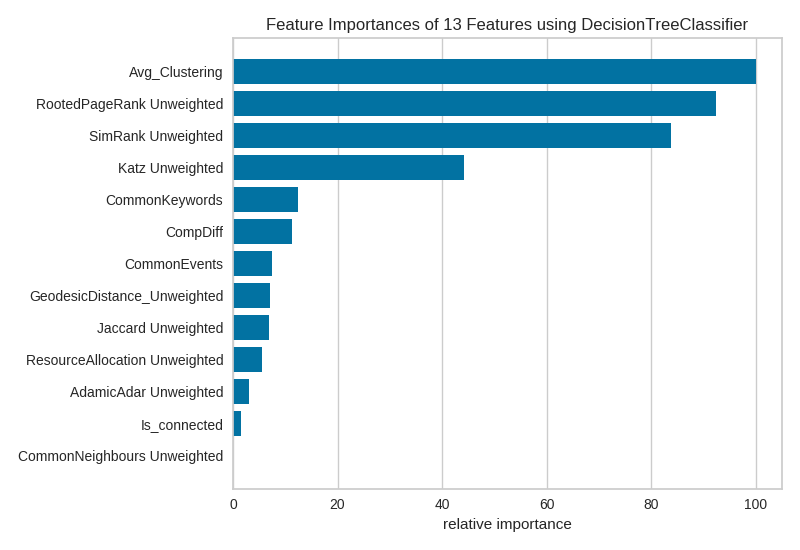 Feature Importances of 13 Features using DecisionTreeClassifier
Avg_Clustering
RootedPageRank Unweighted
SimRank Unweighted
Katz Unweighted
CommonKeywords
CompDiff
CommonEvents
GeodesicDistance_Unweighted
Jaccard Unweighted
ResourceAllocation Unweighted
AdamicAdar Unweighted
Is_connected
CommonNeighbours Unweighted
0 20 40 60 80 100
relative importance